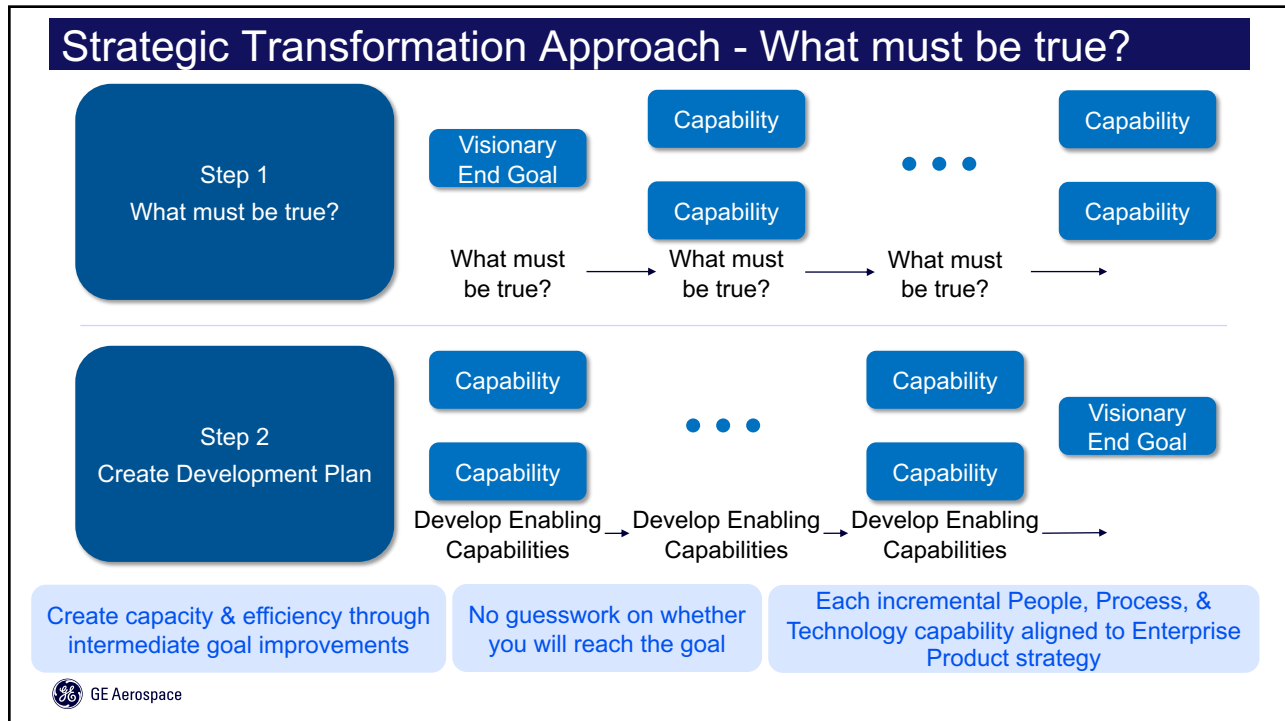 Strategic Transformation Approach - What must be true?
Step 1
What must be true?
Visionary
End Goal
Capability
Capability
Capability
Capability
What must
be true?
What must
be true?
What must
be true?
Step 2
Create Development Plan
Capability
Capability
Capability
Capability
Visionary
End Goal
Develop Enabling
Capabilities
Develop Enabling
Capabilities
Develop Enabling
Capabilities
Create capacity & efficiency through
intermediate goal improvements
No guesswork on whether
you will reach the goal
Each incremental People, Process, &
Technology capability aligned to Enterprise
Product strategy
GE Aerospace